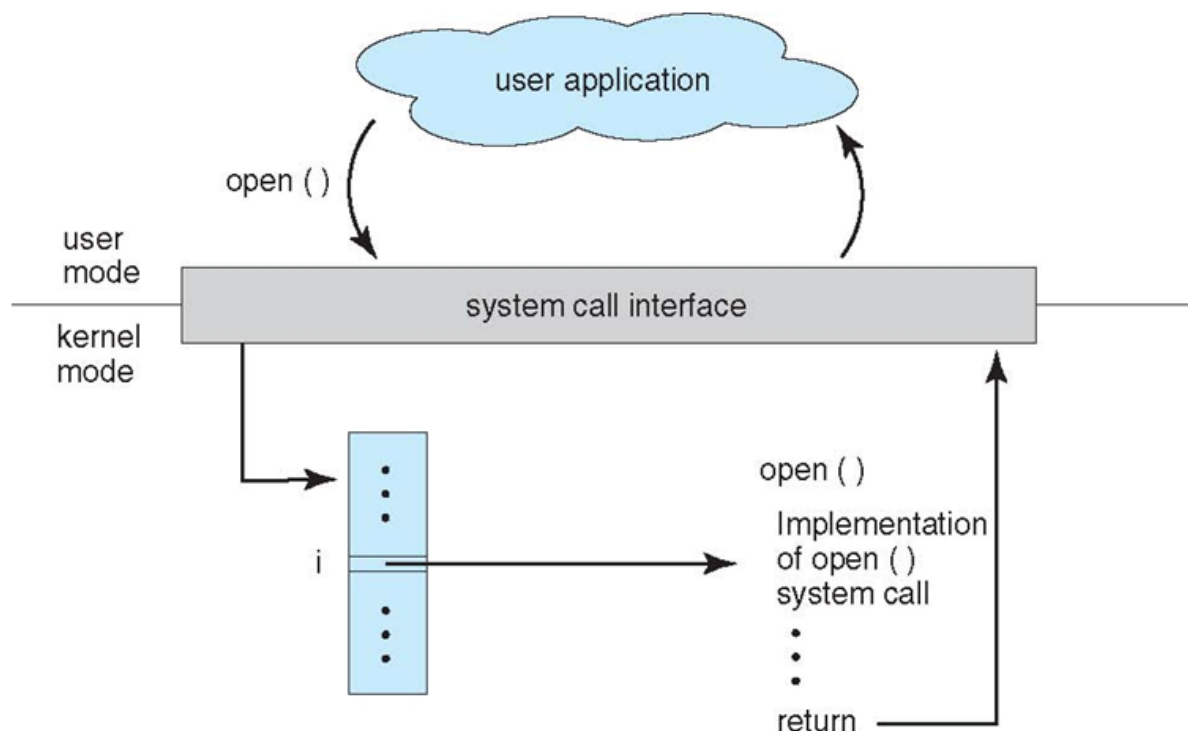 user application
open ( )
user
mode
system call interface
kernel
mode
open ( )
i
Implementation
of open ( )
system call
return